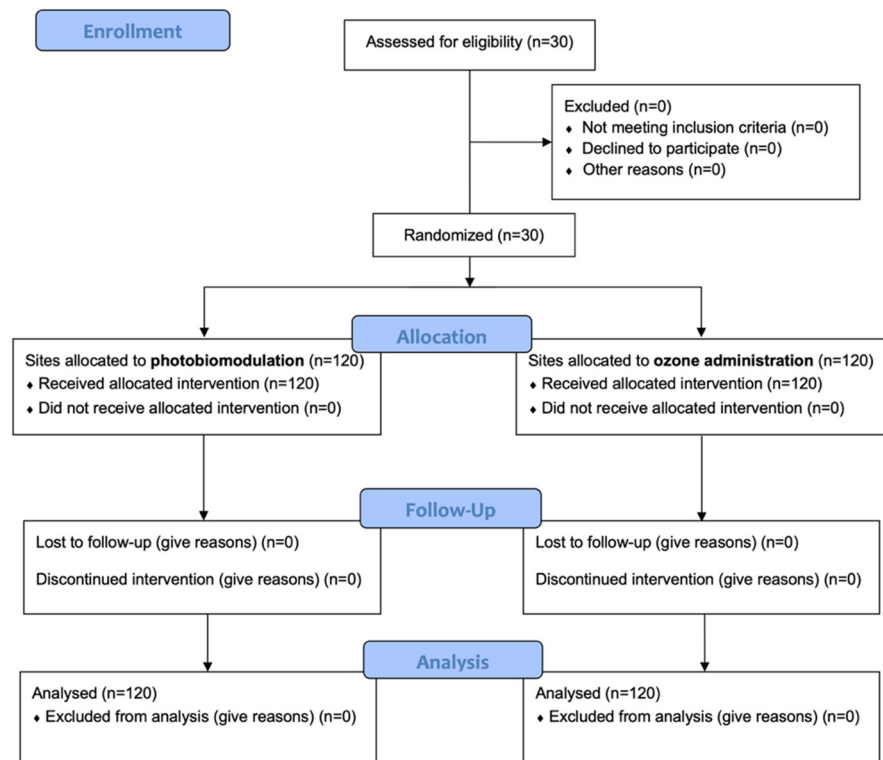 Enrollment
Assessed for eligibility (n=30)
Excluded (n=0)
♦ Not meeting inclusion criteria (n=0)
♦ Declined to participate (n=0)
♦ Other reasons (n=0)
Randomized (n=30)
Allocation
Sites allocated to photobiomodulation (n=120)
♦ Received allocated intervention (n=120)
♦ Did not receive allocated intervention (n=0)
Sites allocated to ozone administration (n=120)
♦ Received allocated intervention (n=120)
♦ Did not receive allocated intervention (n=0)
Follow-Up
Lost to follow-up (give reasons) (n=0)
Discontinued intervention (give reasons) (n=0)
Lost to follow-up (give reasons) (n=0)
Discontinued intervention (give reasons) (n=0)
Analysis
Analysed (n=120)
♦ Excluded from analysis (give reasons) (n=0)
Analysed (n=120)
♦ Excluded from analysis (give reasons) (n=0)